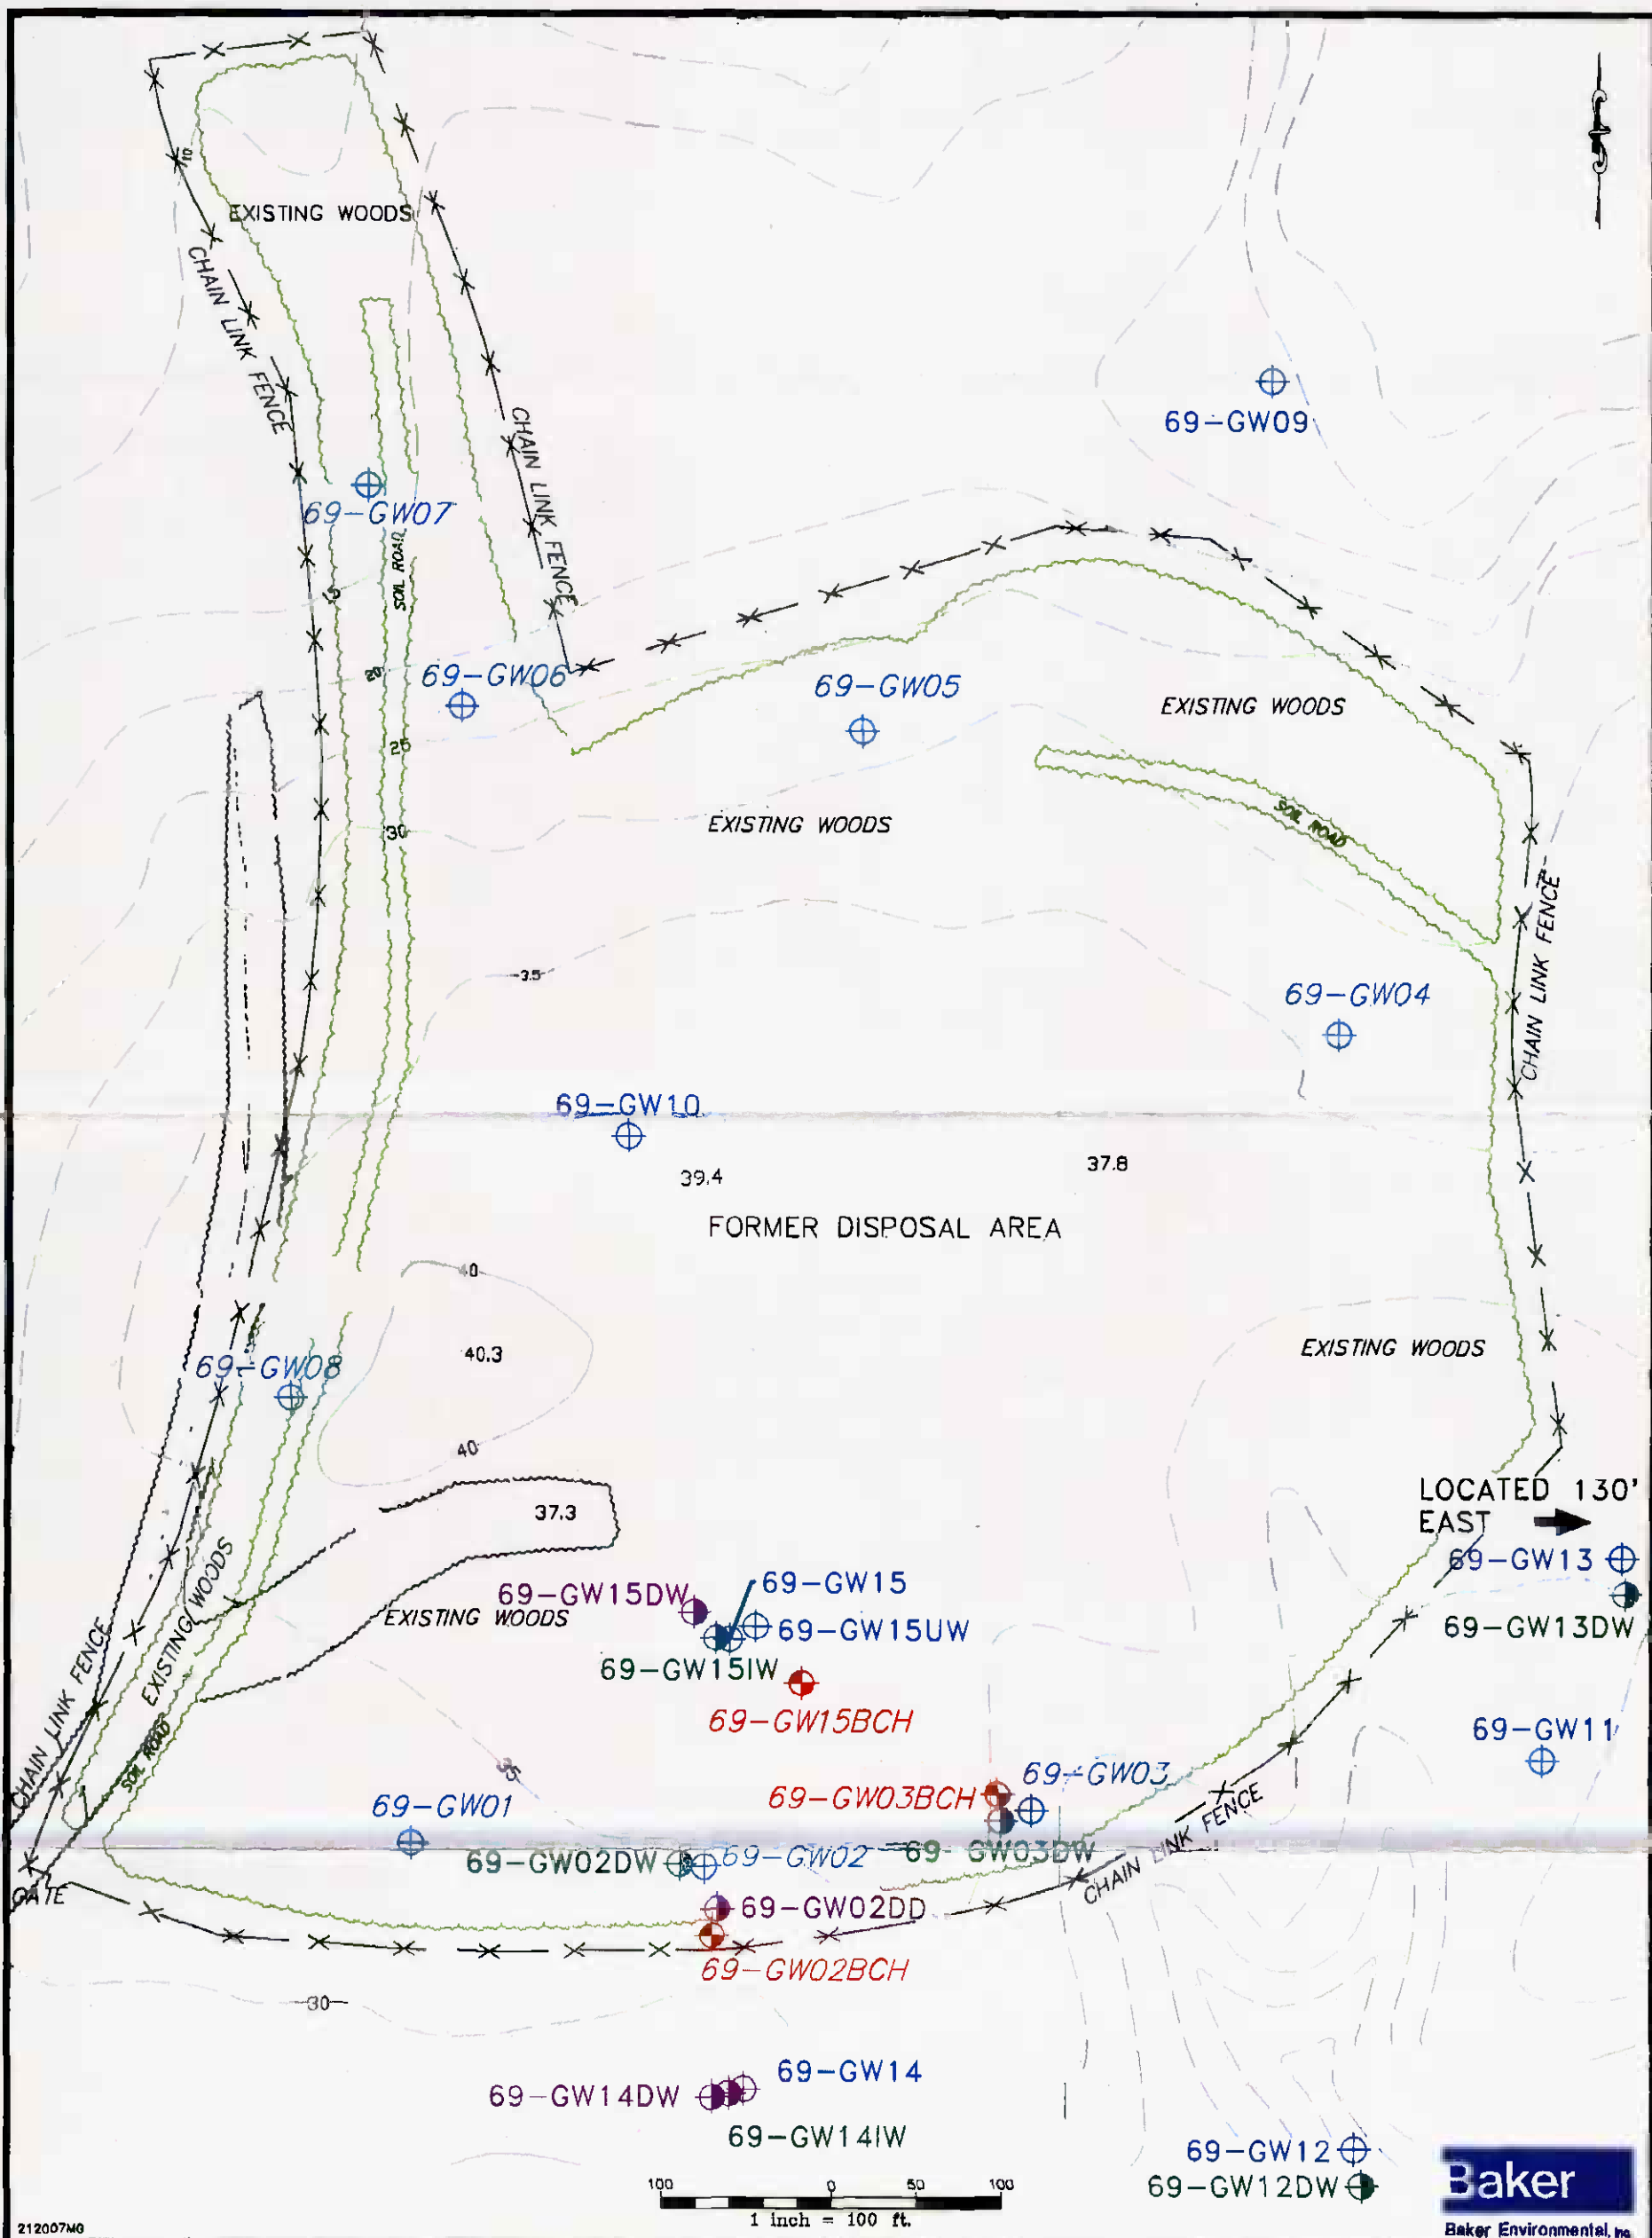 10
EXISTING WOODS
CHAIN LINK FENCE
69-GW09
CHAIN LINK FENCE
69-GW07
SOIL ROAD
15
20
69-GW06
69-GW05
EXISTING WOODS
25
SOIL ROAD
30
EXISTING WOODS
CHAIN LINK FENCE
35
69-GW04
69-GW10
39.4
37.8
FORMER DISPOSAL AREA
40
40.3
EXISTING WOODS
69-GW08
40
37.3
LOCATED 130'
EAST
69-GW13
69-GW13DW
69-GW15DW
69-GW15
EXISTING WOODS
69-GW15UW
69-GW15IW
69-GW15BCH
EXISTING WOODS
CHAIN LINK FENCE
SOIL ROAD
69-GW11
35
69-GW03
69-GW03BCH
69-GW01
69-GW03DW
69-GW02DW
69-GW02
CHAIN LINK FENCE
GATE
69-GW02DD
69-GW02BCH
30
69-GW14
69-GW14DW
69-GW14IW
69-GW12
69-GW12DW
100 0 50 100
1 inch = 100 ft.
Baker
Baker Environmental, Inc
212007MG